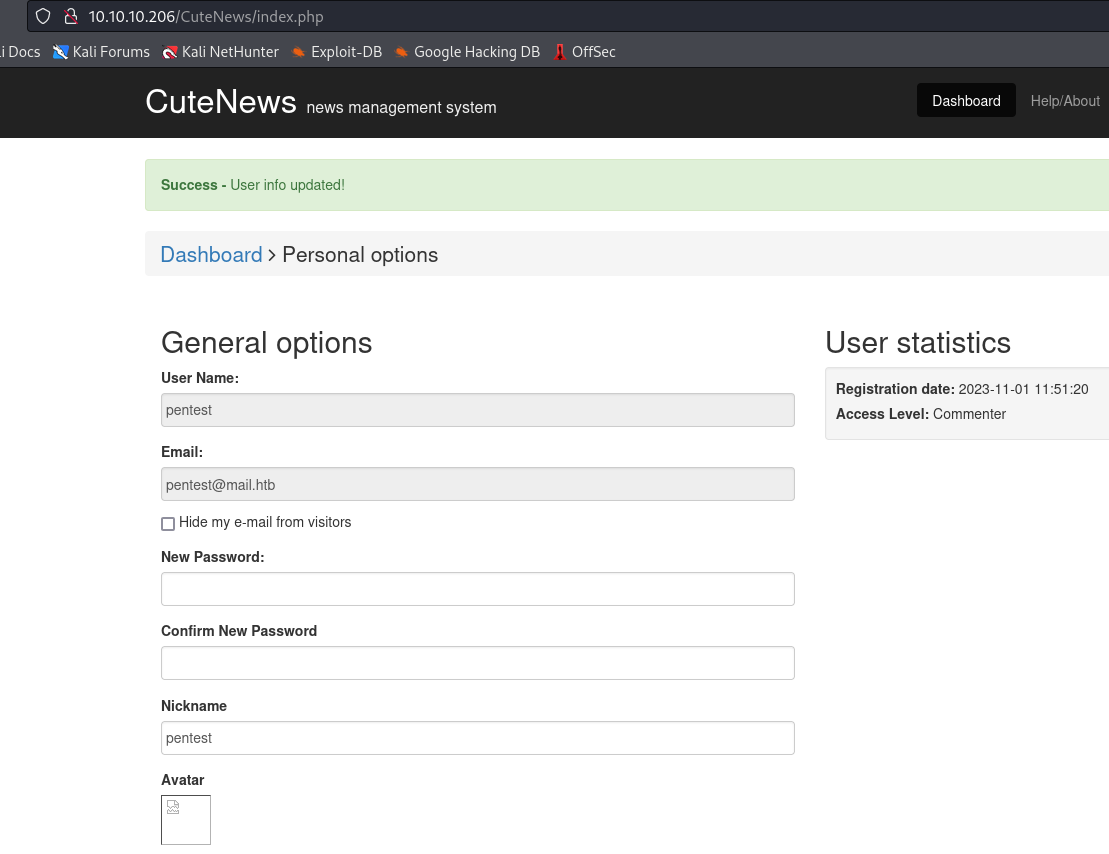 10.10.10.206/CuteNews/index.php
i Docs Kali Forums Kali NetHunter Exploit-DB Google Hacking DB OffSec
CuteNews news management system Dashboard Help/About
Success - User info updated!
Dashboard > Personal options
General options
User Name:
pentest
Email:
pentest@mail.htb
Hide my e-mail from visitors
New Password:
Confirm New Password
Nickname
pentest
Avatar
User statistics
Registration date: 2023-11-01 11:51:20
Access Level: Commenter